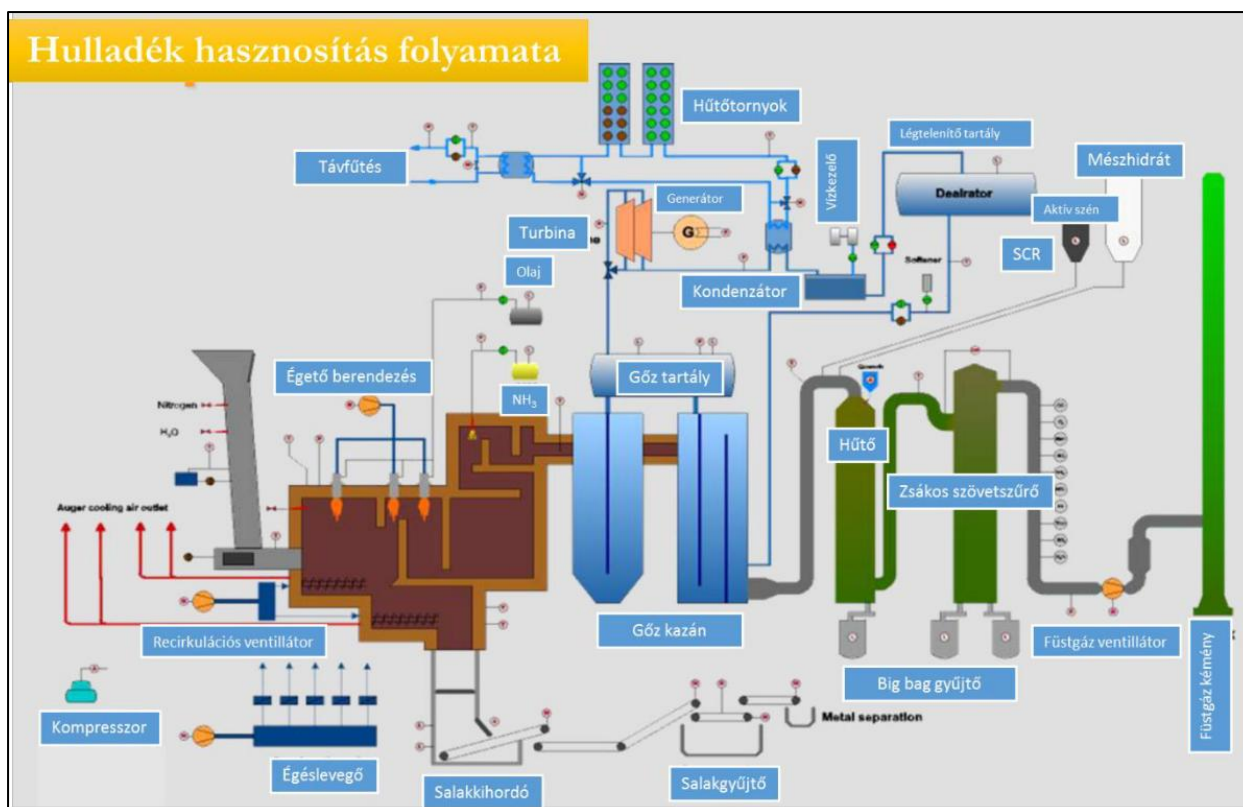 Hulladék hasznosítás folyamata
Hűtőtornyok
Légtelenítő tartály
Mészhidrát
Távfűtés
Vízkezelő
Dealrator
Generátor
Aktív szén
Turbina
G
SCR
Olaj
Softener
Kondenzátor
Égető berendezés
Gőz tartály
NH₃
Nitrogen
H₂O
Hűtő
Zsákos szövetszűrő
Auger cooling air outlet
Recirkulációs ventillátor
Gőz kazán
Füstgáz ventillátor
Big bag gyűjtő
Füstgáz kémény
Kompresszor
Metal separation
Égéslevegő
Salakkihordó
Salakgyűjtő